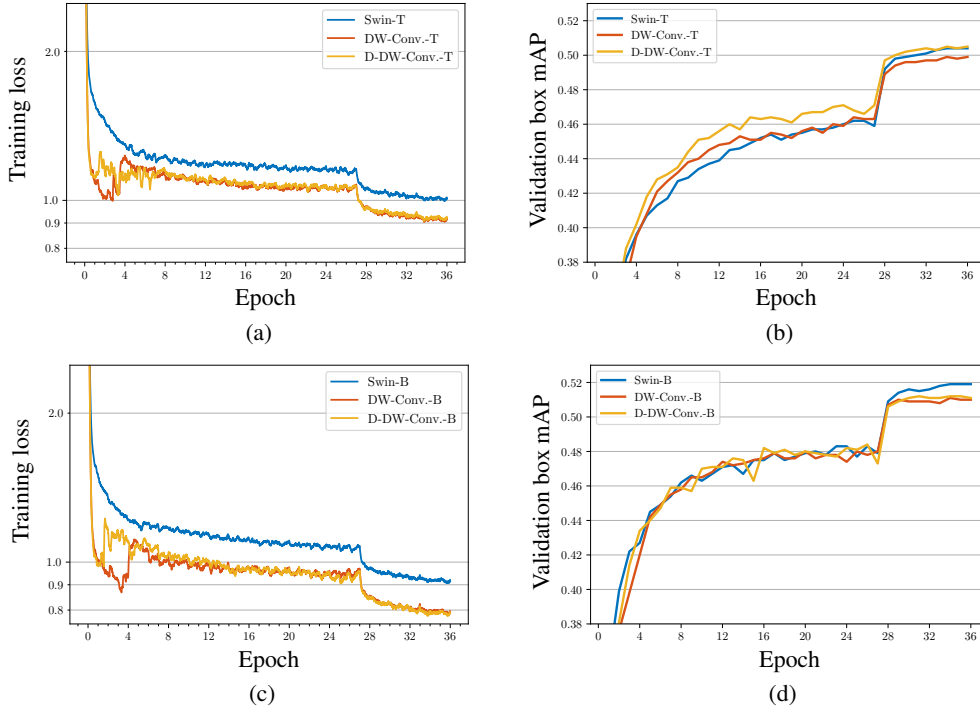 Swin-T
DW-Conv.-T
D-DW-Conv.-T
2.0
1.0
0.9
0.8
Training loss
0 4 8 12 16 20 24 28 32 36
Epoch
(a)
Swin-T
DW-Conv.-T
D-DW-Conv.-T
0.52
0.50
0.48
0.46
0.44
0.42
0.40
0.38
Validation box mAP
0 4 8 12 16 20 24 28 32 36
Epoch
(b)
Swin-B
DW-Conv.-B
D-DW-Conv.-B
2.0
1.0
0.9
0.8
Training loss
0 4 8 12 16 20 24 28 32 36
Epoch
(c)
Swin-B
DW-Conv.-B
D-DW-Conv.-B
0.52
0.50
0.48
0.46
0.44
0.42
0.40
0.38
Validation box mAP
0 4 8 12 16 20 24 28 32 36
Epoch
(d)